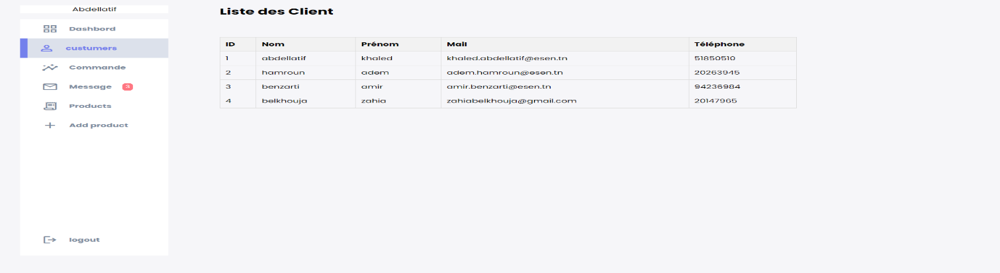 Abdellatif
Dashbord
custumers
Commande
Message 3
Products
Add product
logout
Liste des Client
ID Nom Prénom Mail Téléphone
1 abdellatif khaled khaled.abdellatif@esen.tn 51850510
2 hamroun adem adem.hamroun@esen.tn 20263945
3 benzarti amir amir.benzarti@esen.tn 94236984
4 belkhouja zahia zahiabelkhouja@gmail.com 20147965